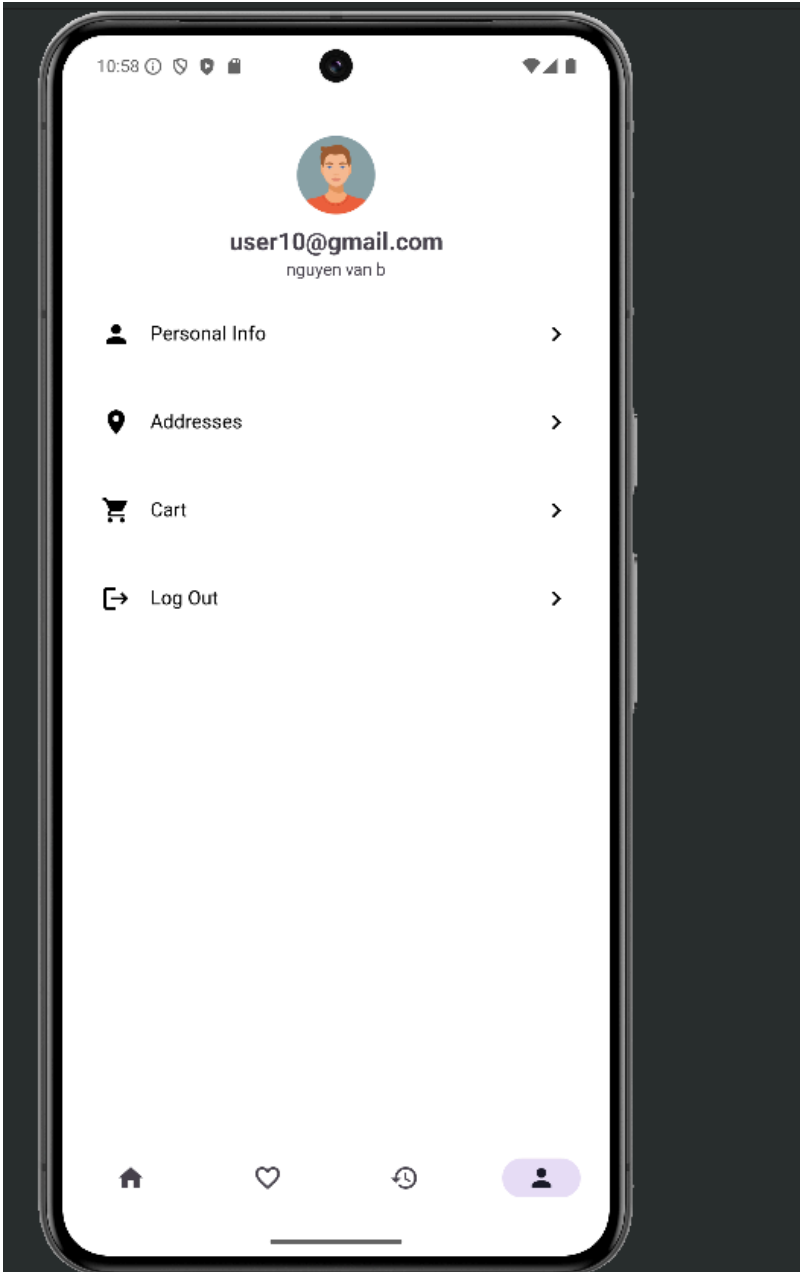 10:58
user10@gmail.com
nguyen van b
Personal Info
Addresses
Cart
Log Out